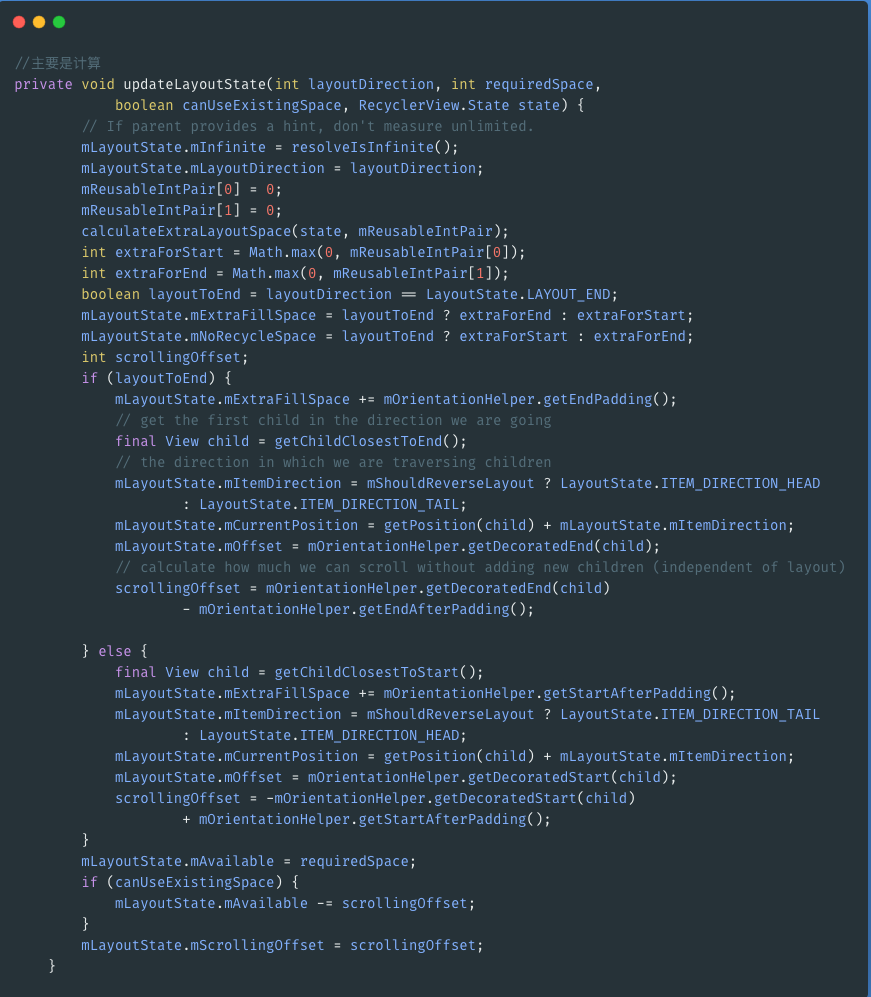 //主要是计算
private void updateLayoutState(int layoutDirection, int requiredSpace,
            boolean canUseExistingSpace, RecyclerView.State state) {
        // If parent provides a hint, don't measure unlimited.
        mLayoutState.mInfinite = resolveIsInfinite();
        mLayoutState.mLayoutDirection = layoutDirection;
        mReusableIntPair[0] = 0;
        mReusableIntPair[1] = 0;
        calculateExtraLayoutSpace(state, mReusableIntPair);
        int extraForStart = Math.max(0, mReusableIntPair[0]);
        int extraForEnd = Math.max(0, mReusableIntPair[1]);
        boolean layoutToEnd = layoutDirection == LayoutState.LAYOUT_END;
        mLayoutState.mExtraFillSpace = layoutToEnd ? extraForEnd : extraForStart;
        mLayoutState.mNoRecycleSpace = layoutToEnd ? extraForStart : extraForEnd;
        int scrollingOffset;
        if (layoutToEnd) {
            mLayoutState.mExtraFillSpace += mOrientationHelper.getEndPadding();
            // get the first child in the direction we are going
            final View child = getChildClosestToEnd();
            // the direction in which we are traversing children
            mLayoutState.mItemDirection = mShouldReverseLayout ? LayoutState.ITEM_DIRECTION_HEAD
                    : LayoutState.ITEM_DIRECTION_TAIL;
            mLayoutState.mCurrentPosition = getPosition(child) + mLayoutState.mItemDirection;
            mLayoutState.mOffset = mOrientationHelper.getDecoratedEnd(child);
            // calculate how much we can scroll without adding new children (independent of layout)
            scrollingOffset = mOrientationHelper.getDecoratedEnd(child)
                    - mOrientationHelper.getEndAfterPadding();

        } else {
            final View child = getChildClosestToStart();
            mLayoutState.mExtraFillSpace += mOrientationHelper.getStartAfterPadding();
            mLayoutState.mItemDirection = mShouldReverseLayout ? LayoutState.ITEM_DIRECTION_TAIL
                    : LayoutState.ITEM_DIRECTION_HEAD;
            mLayoutState.mCurrentPosition = getPosition(child) + mLayoutState.mItemDirection;
            mLayoutState.mOffset = mOrientationHelper.getDecoratedStart(child);
            scrollingOffset = -mOrientationHelper.getDecoratedStart(child)
                    + mOrientationHelper.getStartAfterPadding();
        }
        mLayoutState.mAvailable = requiredSpace;
        if (canUseExistingSpace) {
            mLayoutState.mAvailable -= scrollingOffset;
        }
        mLayoutState.mScrollingOffset = scrollingOffset;
    }